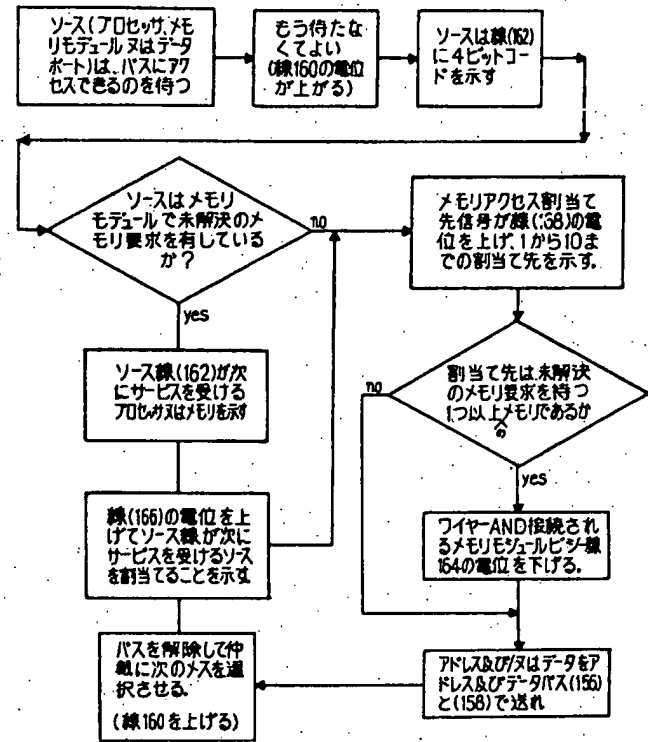 ソース(プロセッサ、メモ
リモデュールヌはデータ
ポート)は、バスにアク
セスできるのを待つ
もう待たな
くてよい
(線160の電位
が上がる)
ソースは線(162)
に4ビットコー
ドを示す
ソースはメモリ
モデュールで未解決のメ
モリ要求を有している
か?
no
yes
ソース線(162)が次
にサービスを受ける
プロセッサヌはメモリを示す
線(166)の電位を上
げてソース線が次に
サービスを受けるソース
を割当てることを示す
バスを解除して仲
裁に次のメスを選
択させる。
(線160を上げる)
メモリアクセス割当て
先信号が線(168)の電
位を上げ、1から10ま
での割当て先を示す。
割当て先は、未解決
のメモリ要求を持つ
1つ以上メモリであるか
の
no
yes
ワイヤーAND接続され
るメモリモジュールビジー線
164の電位を下げる。
アドレス及び/ヌはデータをア
ドレス及びデータバス(156)
と(158)で送れ